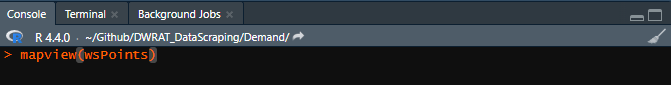 Console Terminal × Background Jobs ×
R 4.4.0 · ~/Github/DWRAT_DataScraping/Demand/
> mapview(wsPoints)